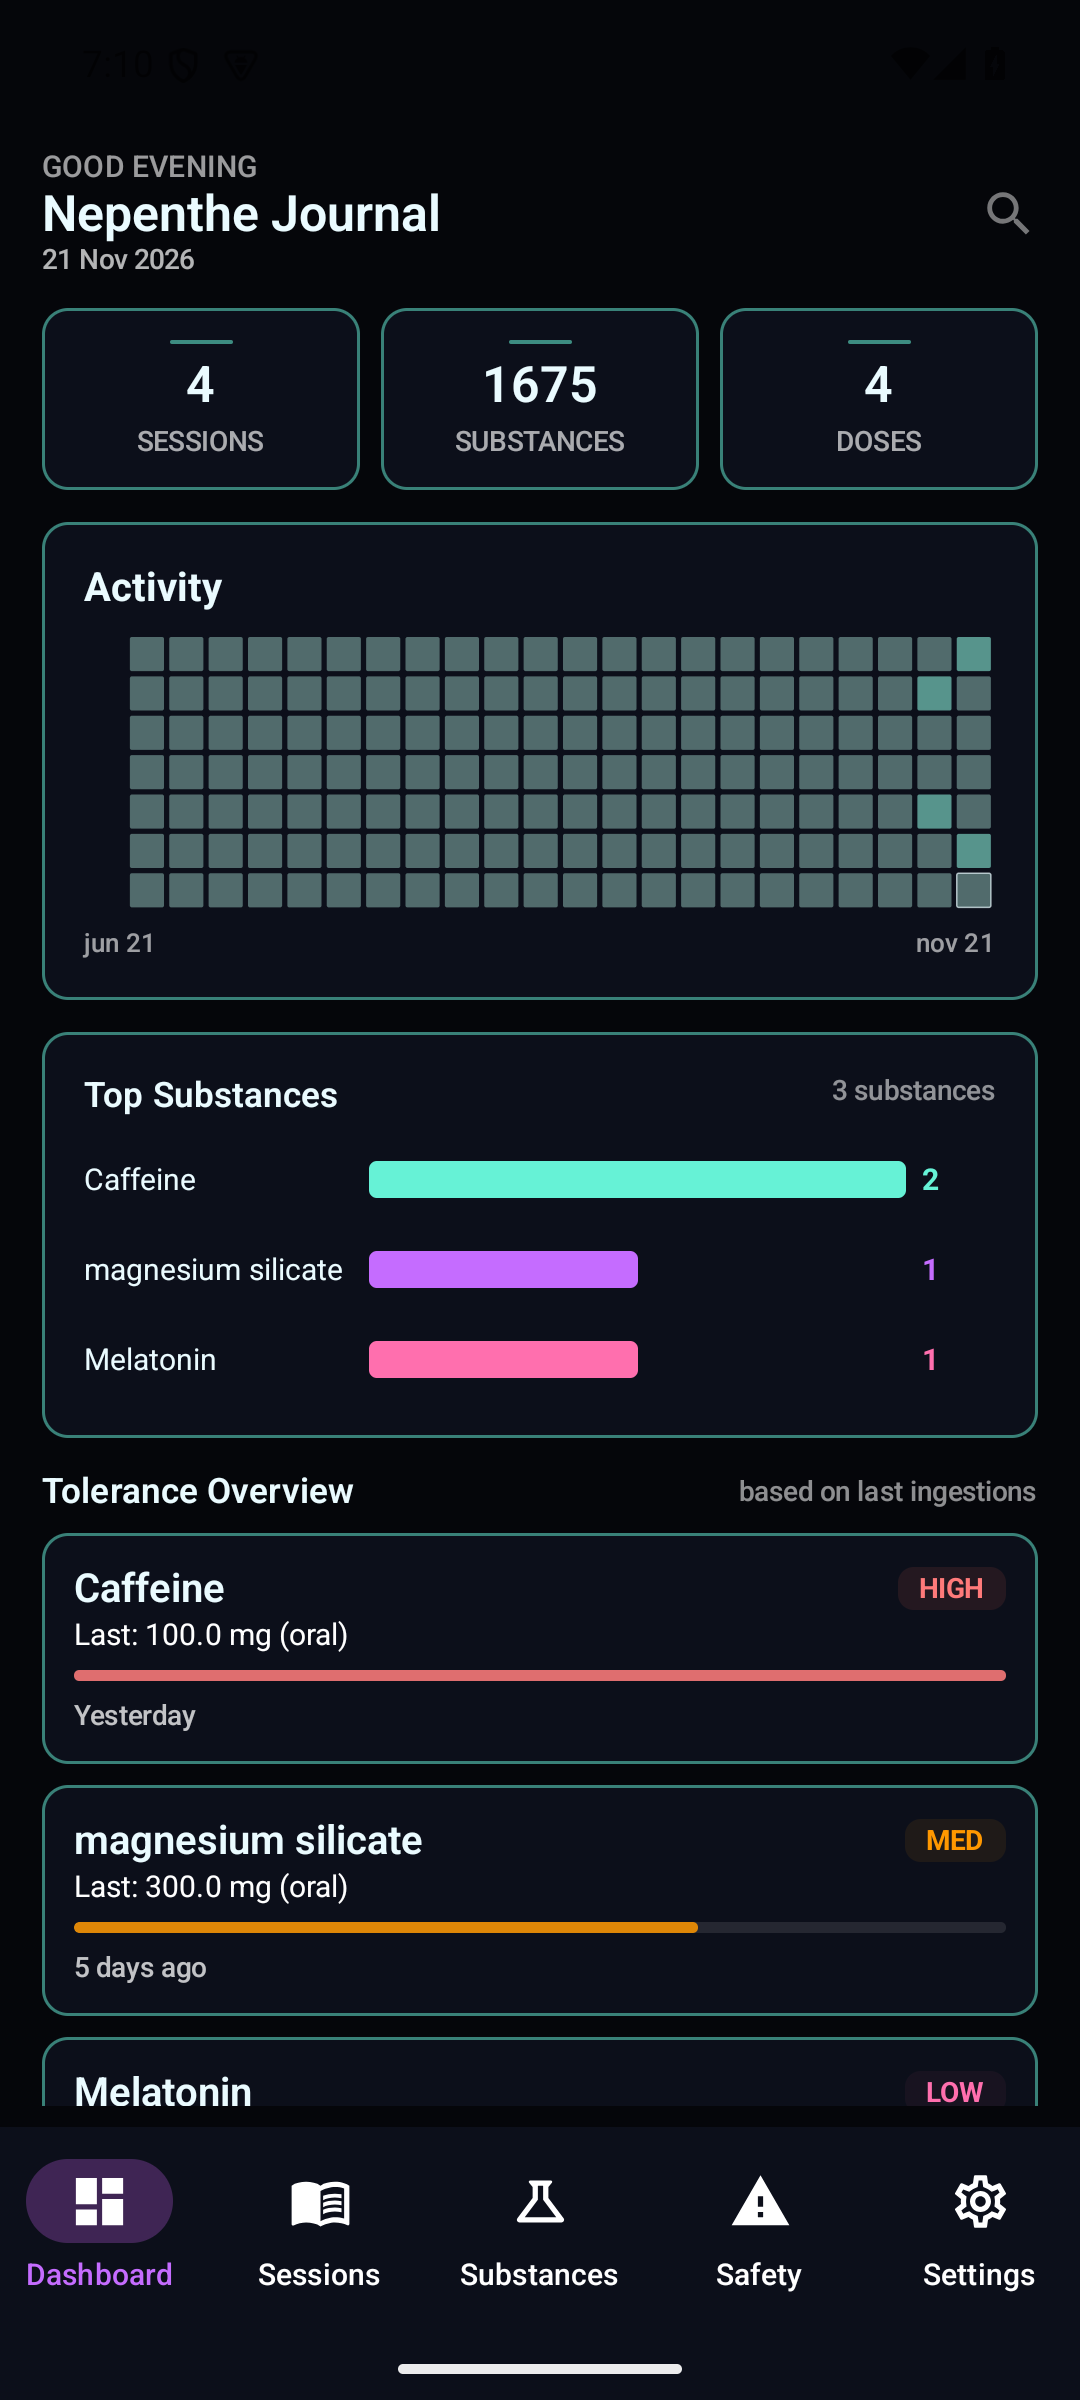 7:10
GOOD EVENING
Nepenthe Journal
21 Nov 2026
4
SESSIONS
1675
SUBSTANCES
4
DOSES
Activity
jun 21
nov 21
Top Substances
3 substances
Caffeine
2
magnesium silicate
1
Melatonin
1
Tolerance Overview
based on last ingestions
Caffeine
HIGH
Last: 100.0 mg (oral)
Yesterday
magnesium silicate
MED
Last: 300.0 mg (oral)
5 days ago
Melatonin
LOW
Dashboard
Sessions
Substances
Safety
Settings